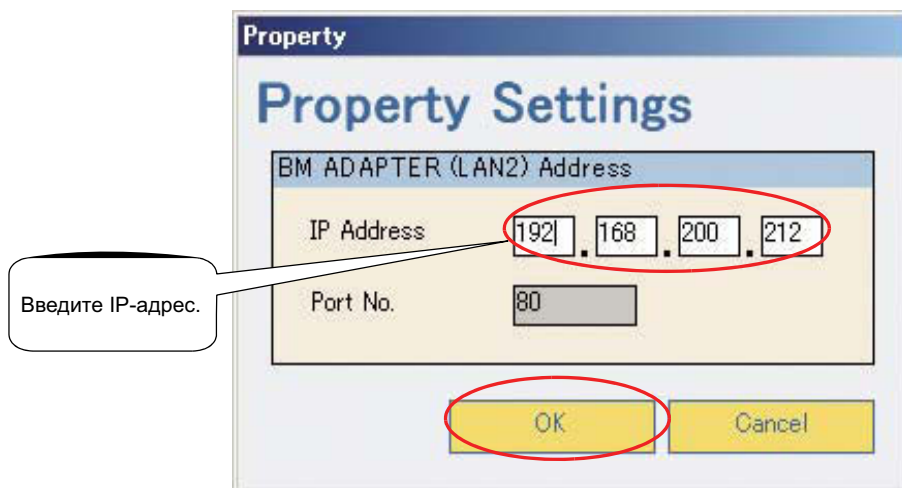 Property
Property Settings
BM ADAPTER (LAN2) Address
IP Address 192.168.200.212
Введите IP-адрес.
Port No. 80
OK Cancel